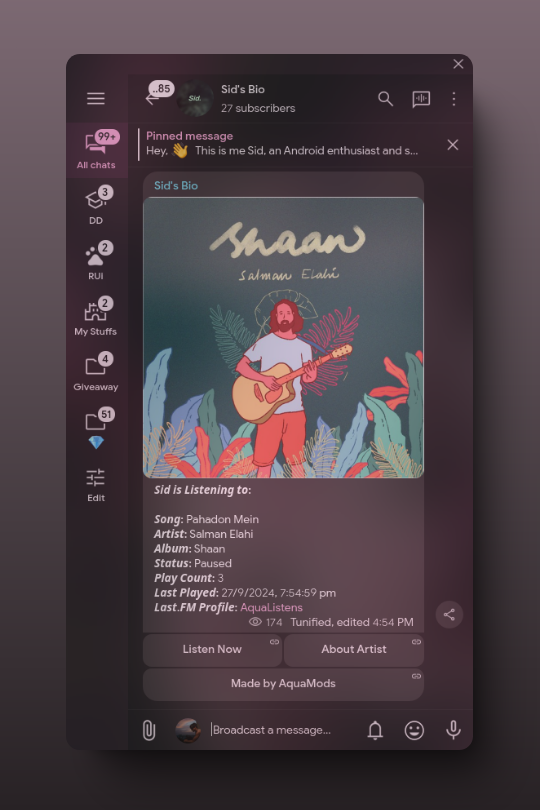 ..85
Sid.
Sid's Bio
27 subscribers
Pinned message
Hey. 👋 This is me Sid, an Android enthusiast and s...
99+
All chats
3
DD
2
RUI
2
My Stuffs
4
Giveaway
51
💎
Edit
Sid's Bio
Shaan
Salman Elahi
Sid is Listening to:
Song: Pahadon Mein
Artist: Salman Elahi
Album: Shaan
Status: Paused
Play Count: 3
Last Played: 27/9/2024, 7:54:59 pm
Last.FM Profile: AquaListens
174 Tunified, edited 4:54 PM
Listen Now
About Artist
Made by AquaMods
Broadcast a message...